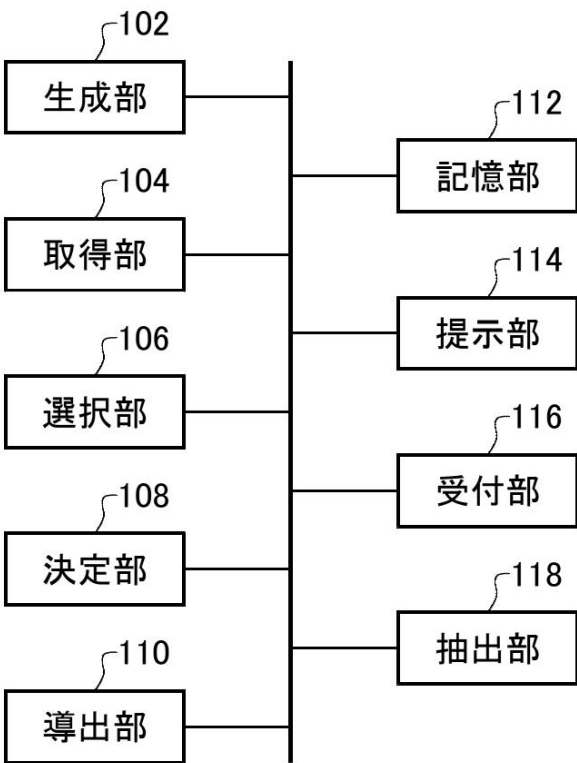 102
生成部
104
取得部
106
選択部
108
決定部
110
導出部
112
記憶部
114
提示部
116
受付部
118
抽出部